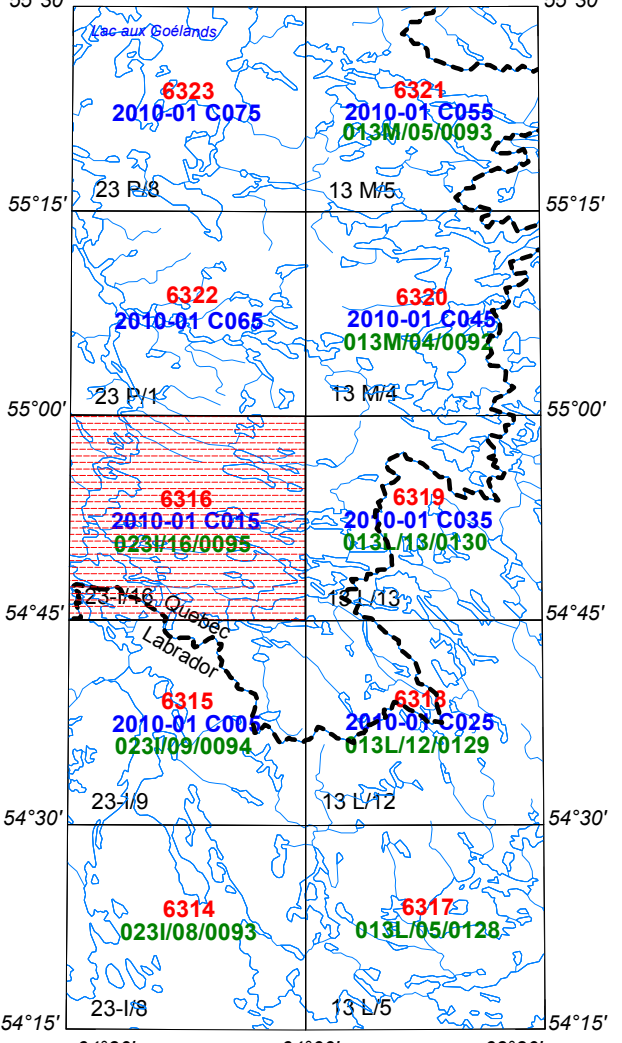 55°30'
55°30'
Lac aux Goélands
6323
2010-01 C075
23 P/8
6321
2010-01 C055
013M/05/0093
13 M/5
55°15'
55°15'
6322
2010-01 C065
23 P/1
6320
2010-01 C045
013M/04/0092
13 M/4
55°00'
55°00'
6316
2010-01 C015
023I/16/0095
23-I/16
Quebec
6319
2010-01 C035
013L/13/0130
13 L/13
54°45'
54°45'
Labrador
6315
2010-01 C005
023I/09/0094
23-I/9
6318
2010-01 C025
013L/12/0129
13 L/12
54°30'
54°30'
6314
023I/08/0093
23-I/8
6317
013L/05/0128
13 L/5
54°15'
54°15'